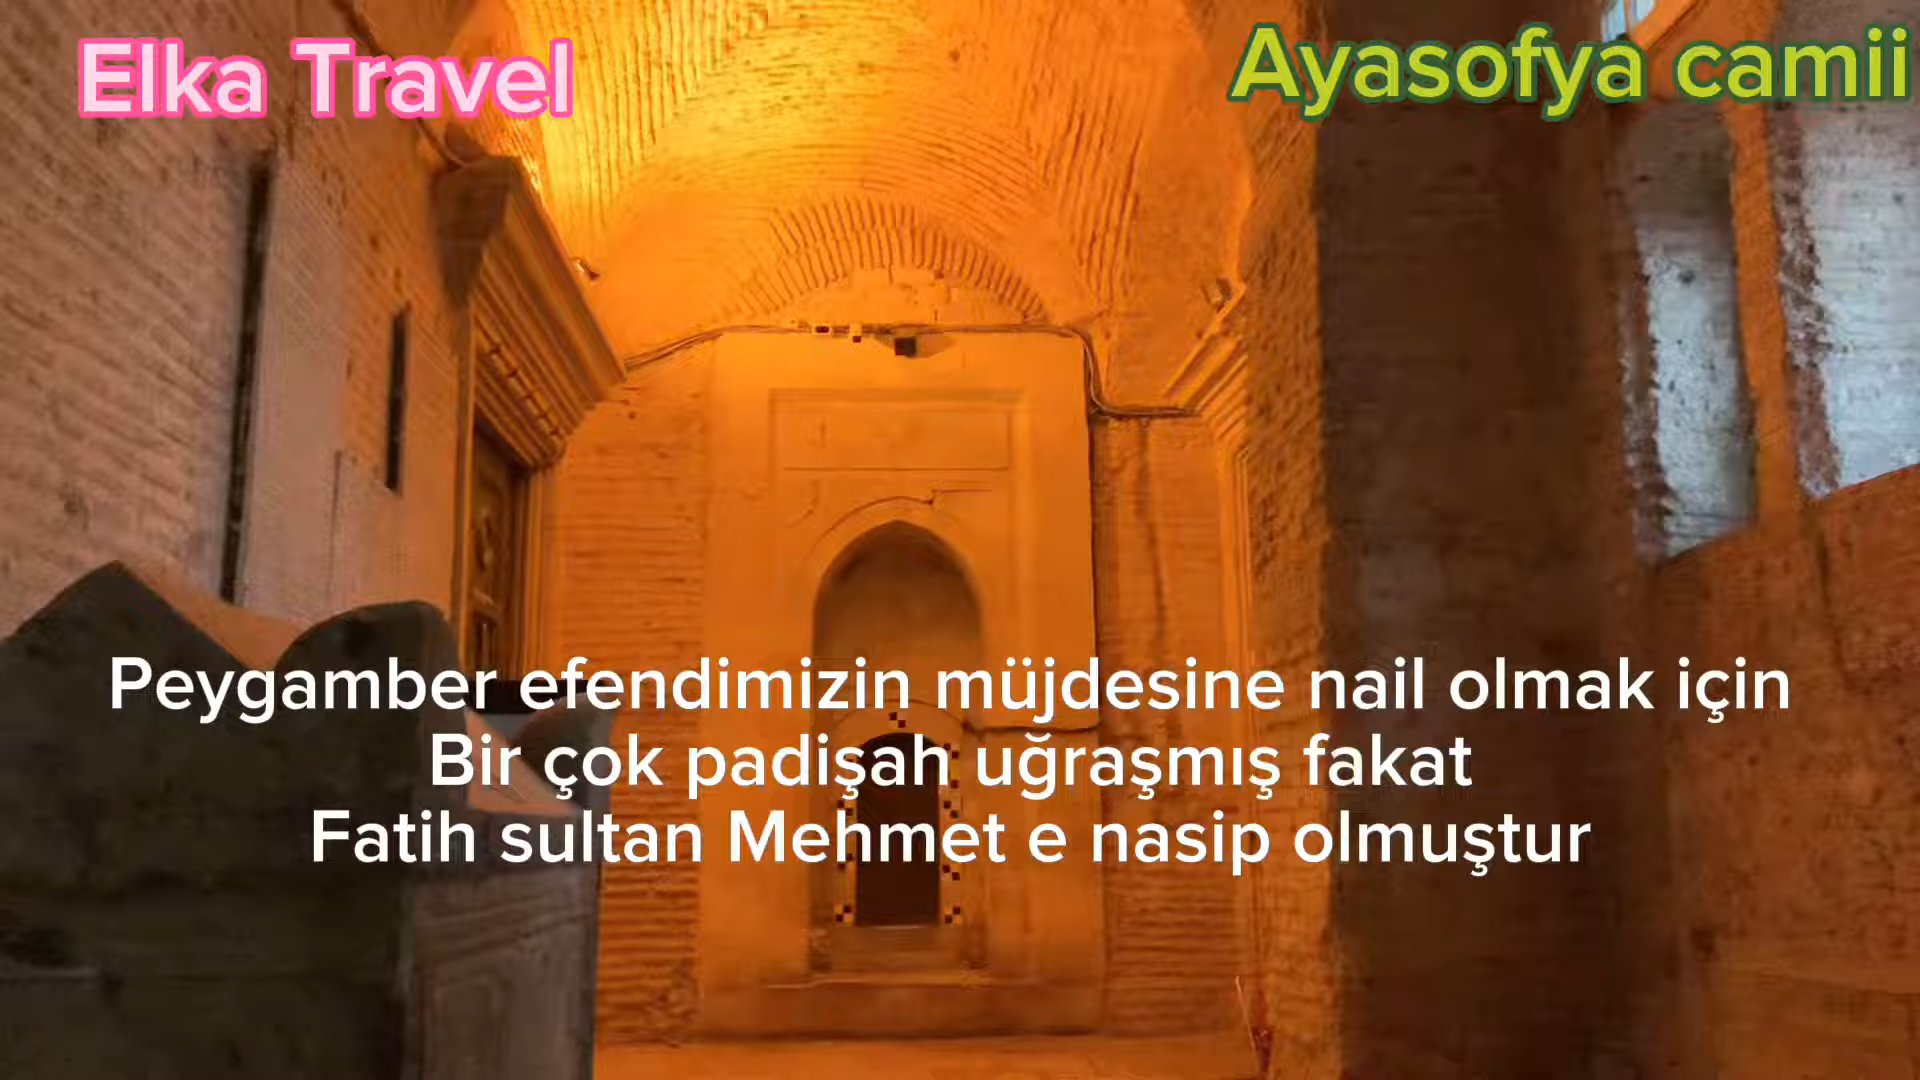 Elka Travel
Ayasofya camii
Peygamber efendimizin müjdesine nail olmak için
Bir çok padişah uğraşmış fakat
Fatih sultan Mehmet e nasip olmuştur